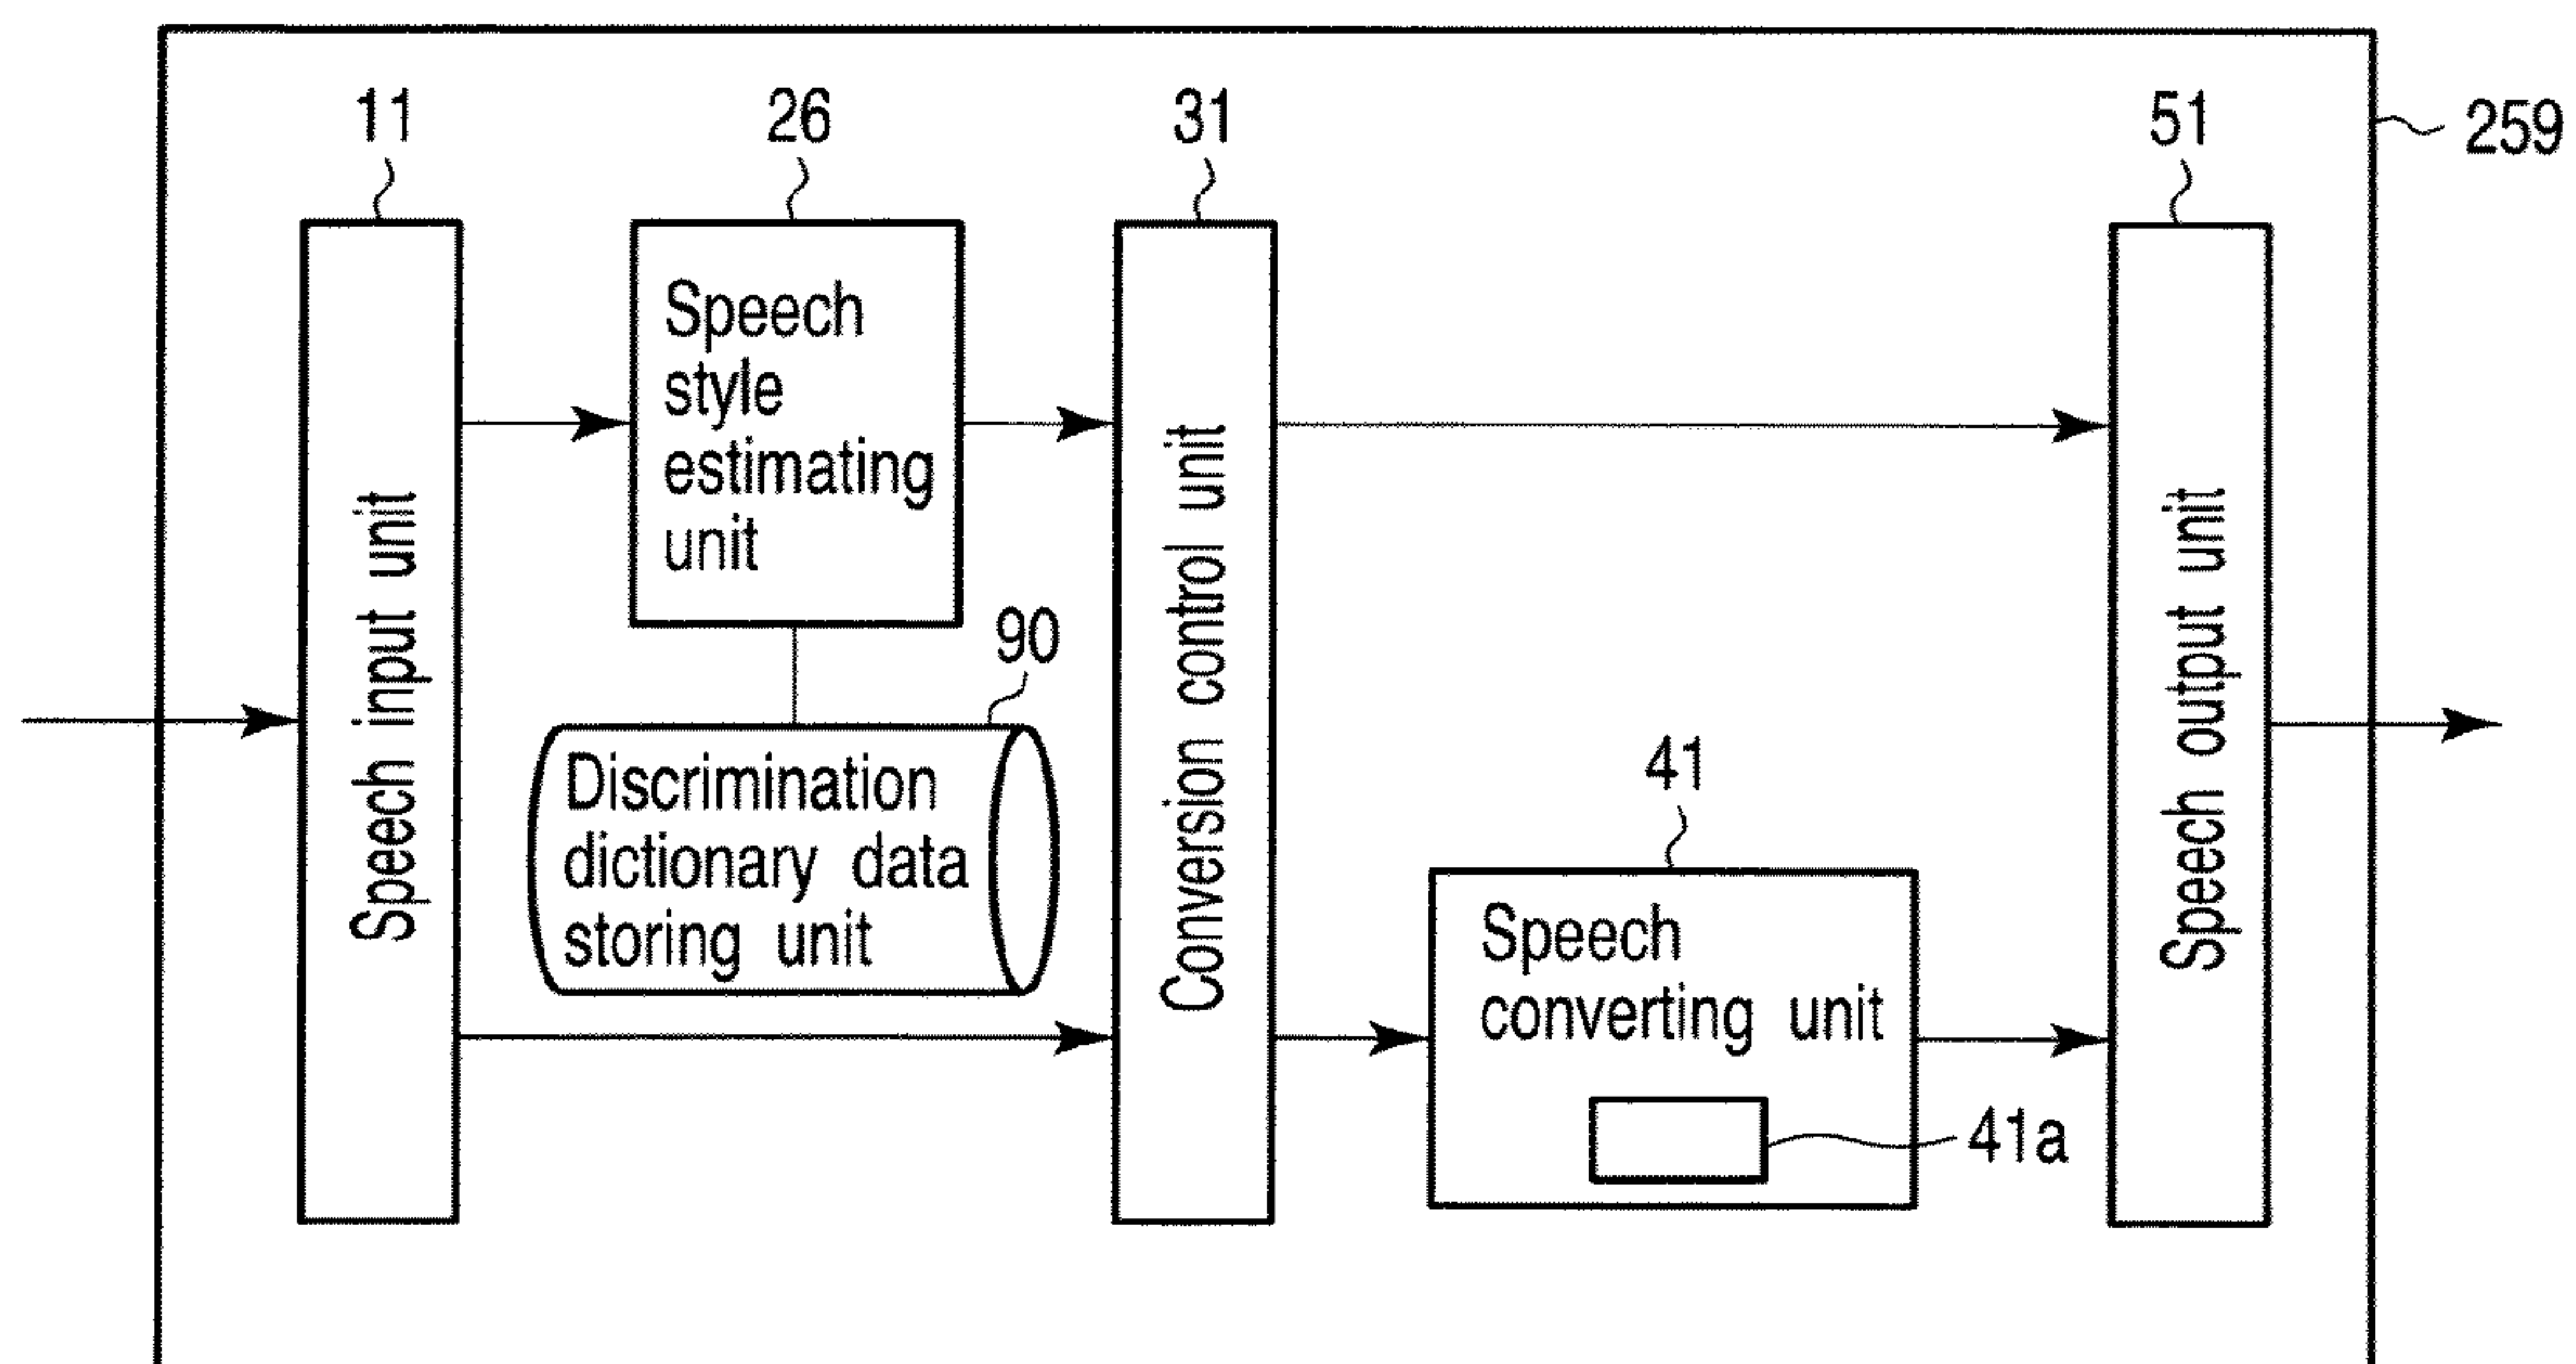 11
26
31
51
259
Speech input unit
Speech
style
estimating
unit
90
Discrimination
dictionary data
storing unit
Conversion control unit
41
Speech
converting unit
41a
Speech output unit